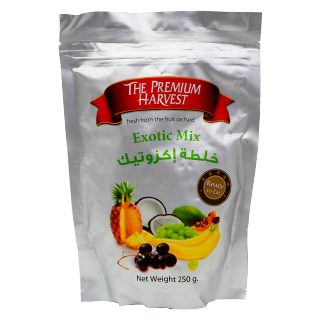 THE PREMIUM
HARVEST
fresh from the fruit orchard
Exotic Mix
خلطة إكزوتيك
Ready
to Eat
Net Weight 250 g.